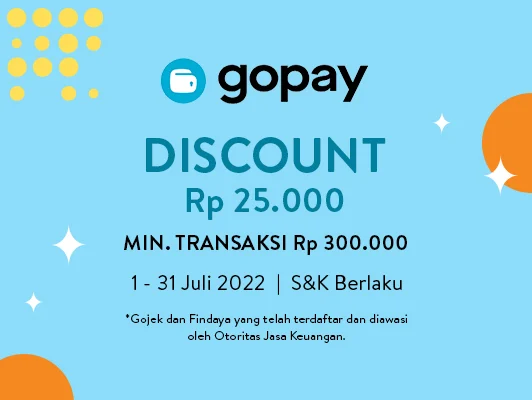 gopay
DISCOUNT
Rp 25.000
MIN. TRANSAKSI Rp 300.000
1 - 31 Juli 2022 | S&K Berlaku
*Gojek dan Findaya yang telah terdaftar dan diawasi
oleh Otoritas Jasa Keuangan.